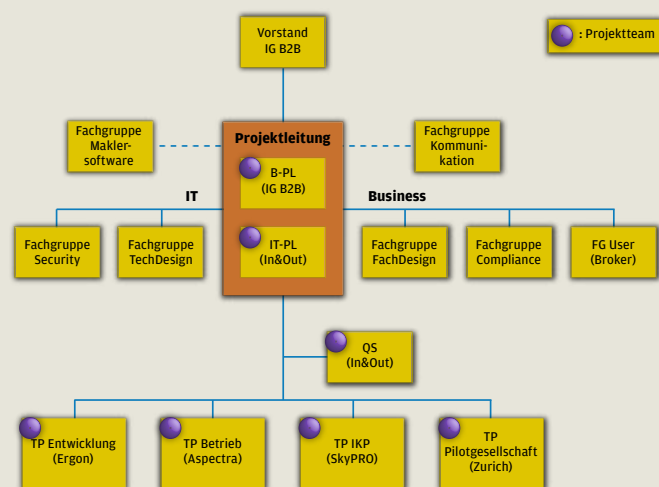 Vorstand
IG B2B
: Projektteam
Fachgruppe
Makler-
software
Projektleitung
Fachgruppe
Kommuni-
kation
B-PL
(IG B2B)
IT
Business
Fachgruppe
Security
Fachgruppe
TechDesign
IT-PL
(In&Out)
Fachgruppe
FachDesign
Fachgruppe
Compliance
FG User
(Broker)
QS
(In&Out)
TP Entwicklung
(Ergon)
TP Betrieb
(Aspectra)
TP IKP
(SkyPRO)
TP
Pilotgesellschaft
(Zurich)